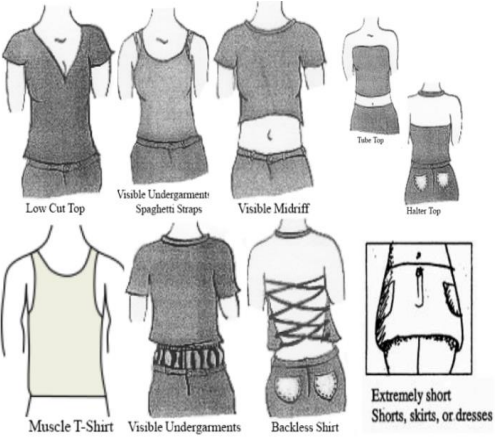 Tube Top
Low Cut Top
Visible Undergarments
Spaghetti Straps
Visible Midriff
Halter Top
Muscle T-Shirt
Visible Undergarments
Backless Shirt
Extremely short
Shorts, skirts, or dresses